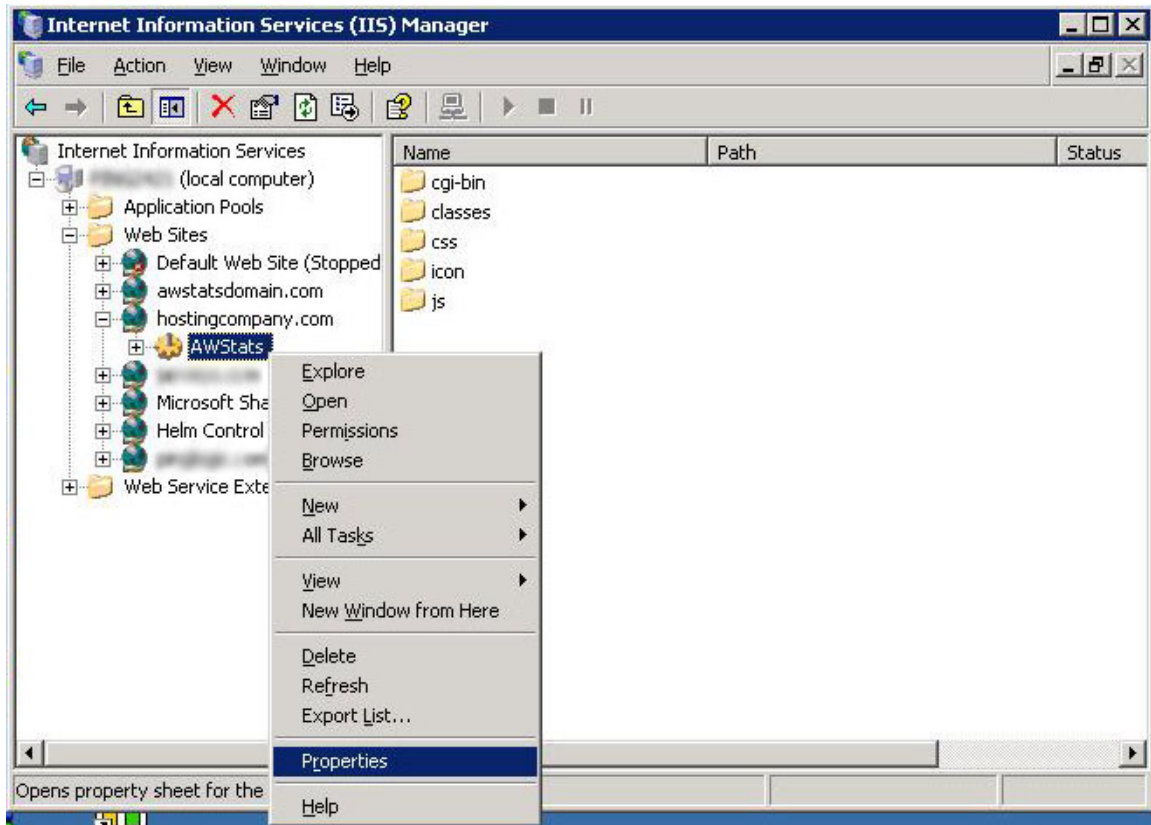 Internet Information Services (IIS) Manager
File Action View Window Help
Internet Information Services
(local computer)
Application Pools
Web Sites
Default Web Site (Stopped
awstatsdomain.com
hostingcompany.com
AWStats
Microsoft Sha
Helm Control
Web Service Exte
Name Path Status
cgi-bin
classes
css
icon
js
Explore
Open
Permissions
Browse
New
All Tasks
View
New Window from Here
Delete
Refresh
Export List...
Properties
Help
Opens property sheet for the